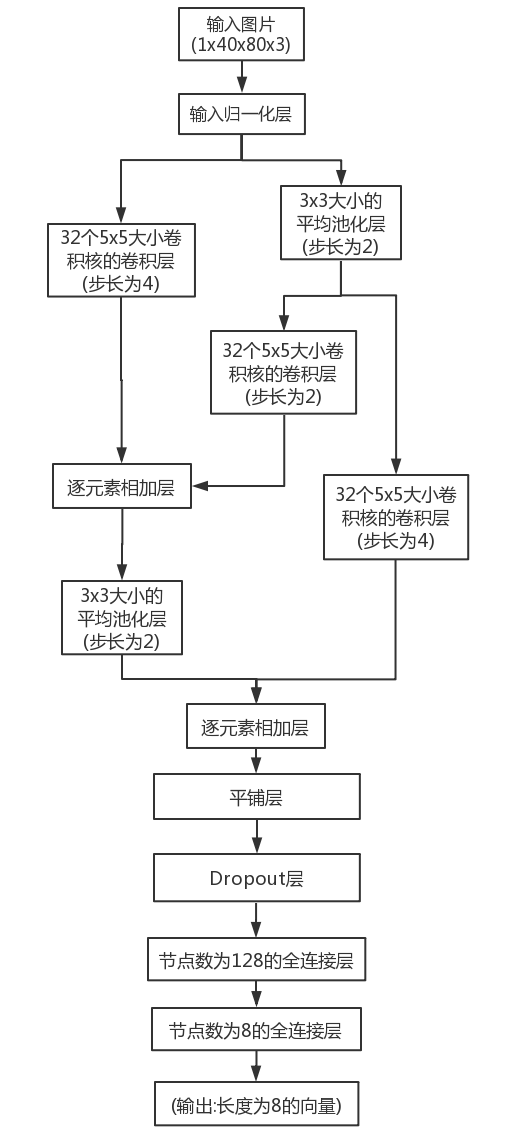 输入图片
(1x40x80x3)
输入归一化层
3x3大小的
平均池化层
(步长为2)
32个5x5大小卷
积核的卷积层
(步长为4)
32个5x5大小卷
积核的卷积层
(步长为2)
逐元素相加层
32个5x5大小卷
积核的卷积层
(步长为4)
3x3大小的
平均池化层
(步长为2)
逐元素相加层
平铺层
Dropout层
节点数为128的全连接层
节点数为8的全连接层
(输出:长度为8的向量)